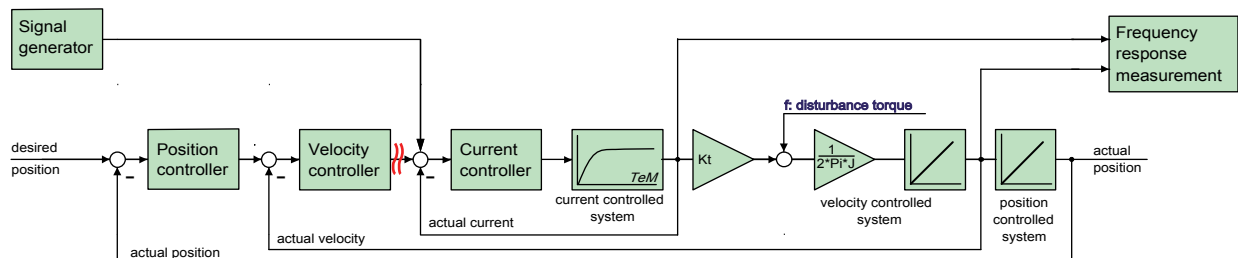 Signal
generator
Frequency
response
measurement
f: disturbance torque
desired
position
-
Position
controller
-
Velocity
controller
-
Current
controller
TeM
current controlled
system
Kt
1
2*Pi*J
velocity controlled
system
position
controlled
system
actual
position
actual current
actual velocity
actual position